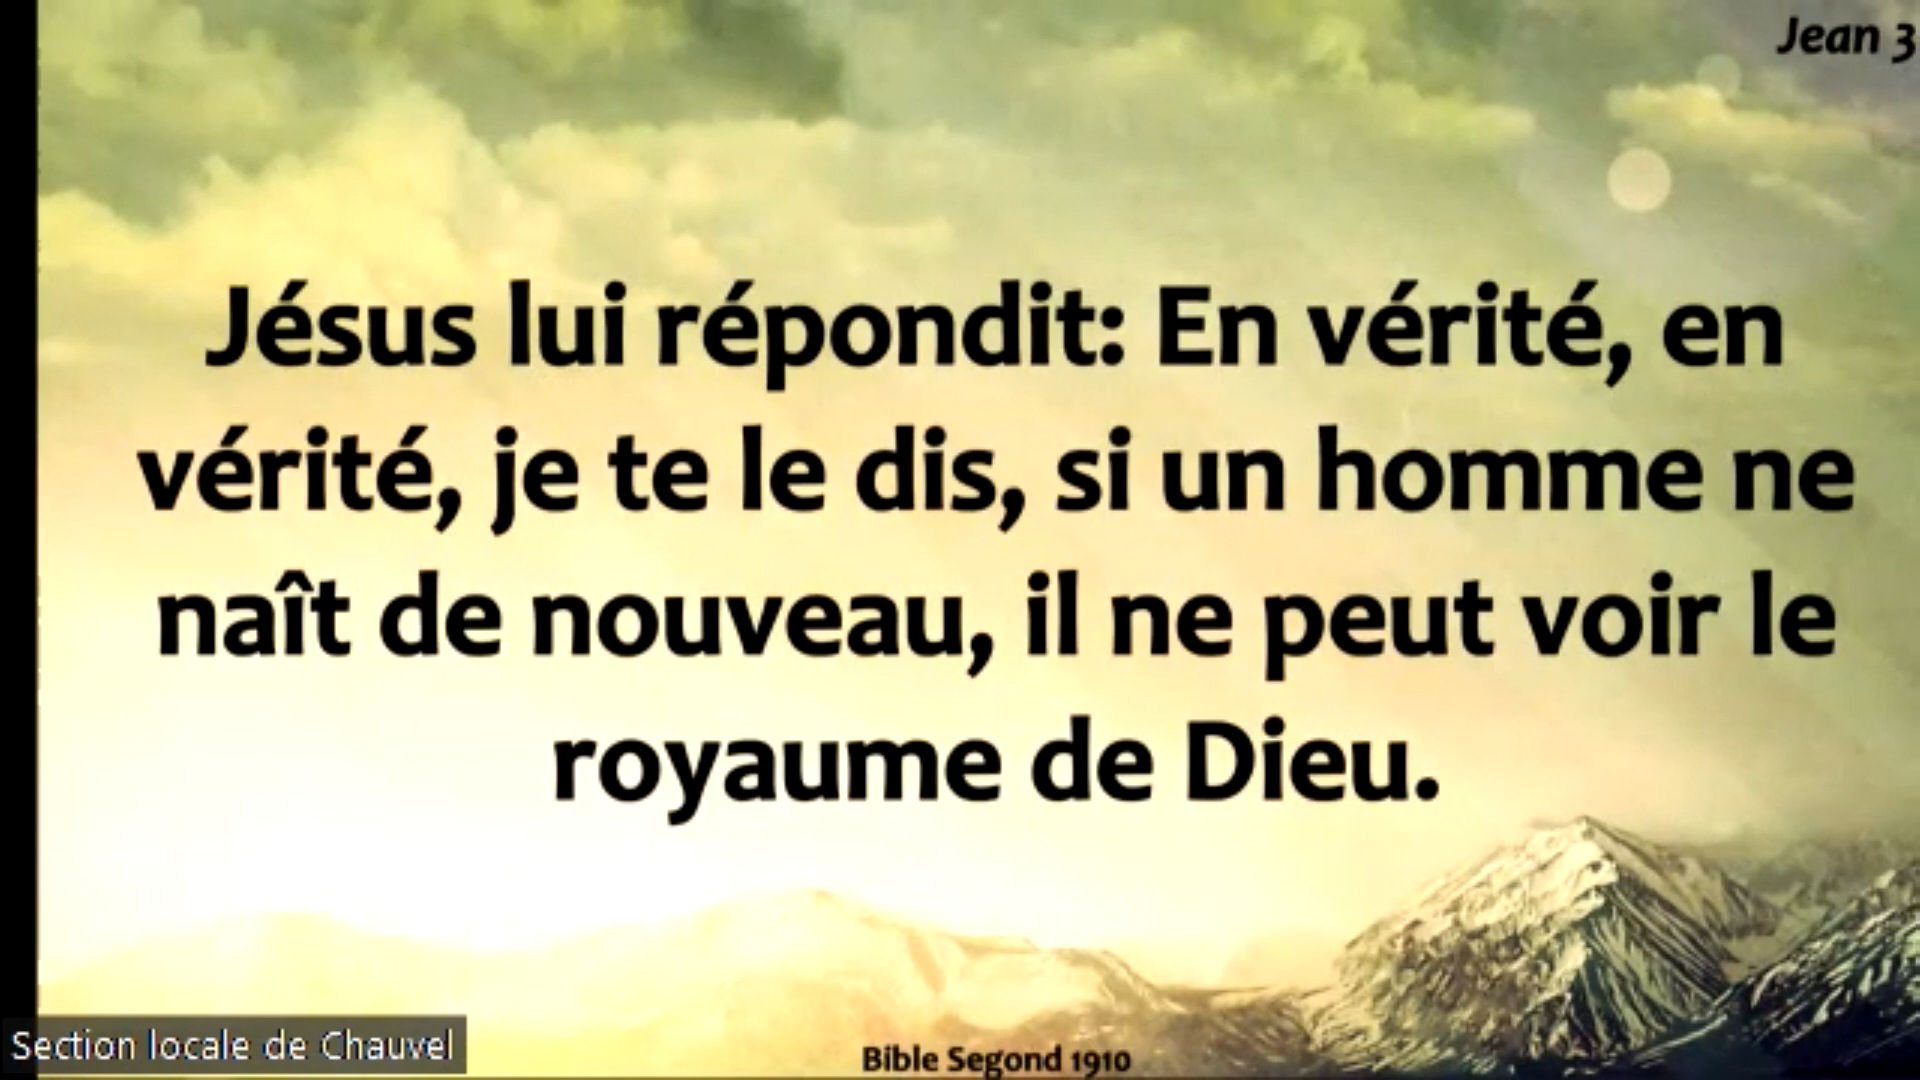 Jean 3
Jésus lui répondit: En vérité, en
vérité, je te le dis, si un homme ne
naît de nouveau, il ne peut voir le
royaume de Dieu.
Section locale de Chauvel
Bible Segond 1910